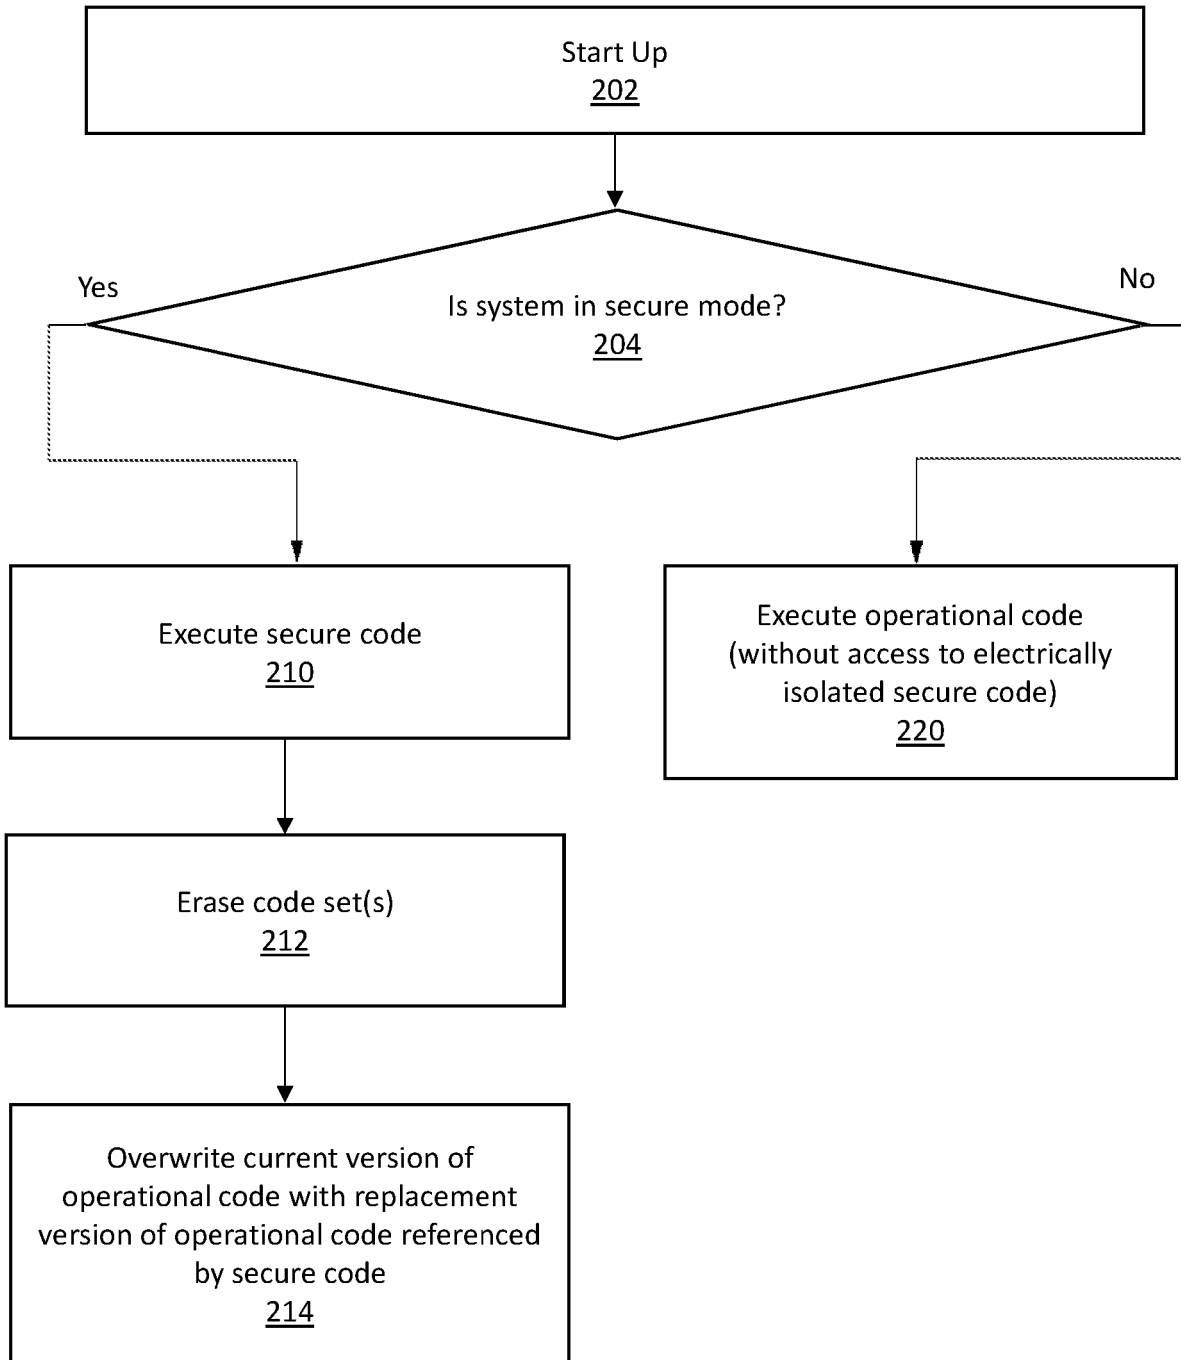 Start Up
202
Yes
No
Is system in secure mode?
204
Execute secure code
210
Execute operational code
(without access to electrically
isolated secure code)
220
Erase code set(s)
212
Overwrite current version of
operational code with replacement
version of operational code referenced
by secure code
214